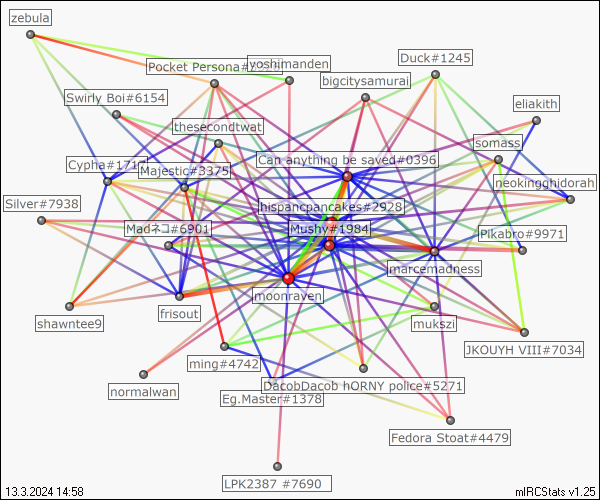 zebula
Pocket Persona#
yoshimanden
Duck#1245
bigcitysamurai
Swirly Boi#6154
eliakith
thesecondtwat
somass
Cypha#171
Majestic#3375
Can anything be saved#0396
neokingghidorah
Silver#7938
hispancpancakes#2928
Madネコ#6901
Mushy#1984
Pikabro#9971
marcemadness
moonraven
frisout
shawntee9
mukszi
JKOUYH VIII#7034
ming#4742
normalwan
DacobDacob hORNY police#5271
Eg.Master#1378
Fedora Stoat#4479
LPK2387 #7690
13.3.2024 14:58
mIRCStats v1.25